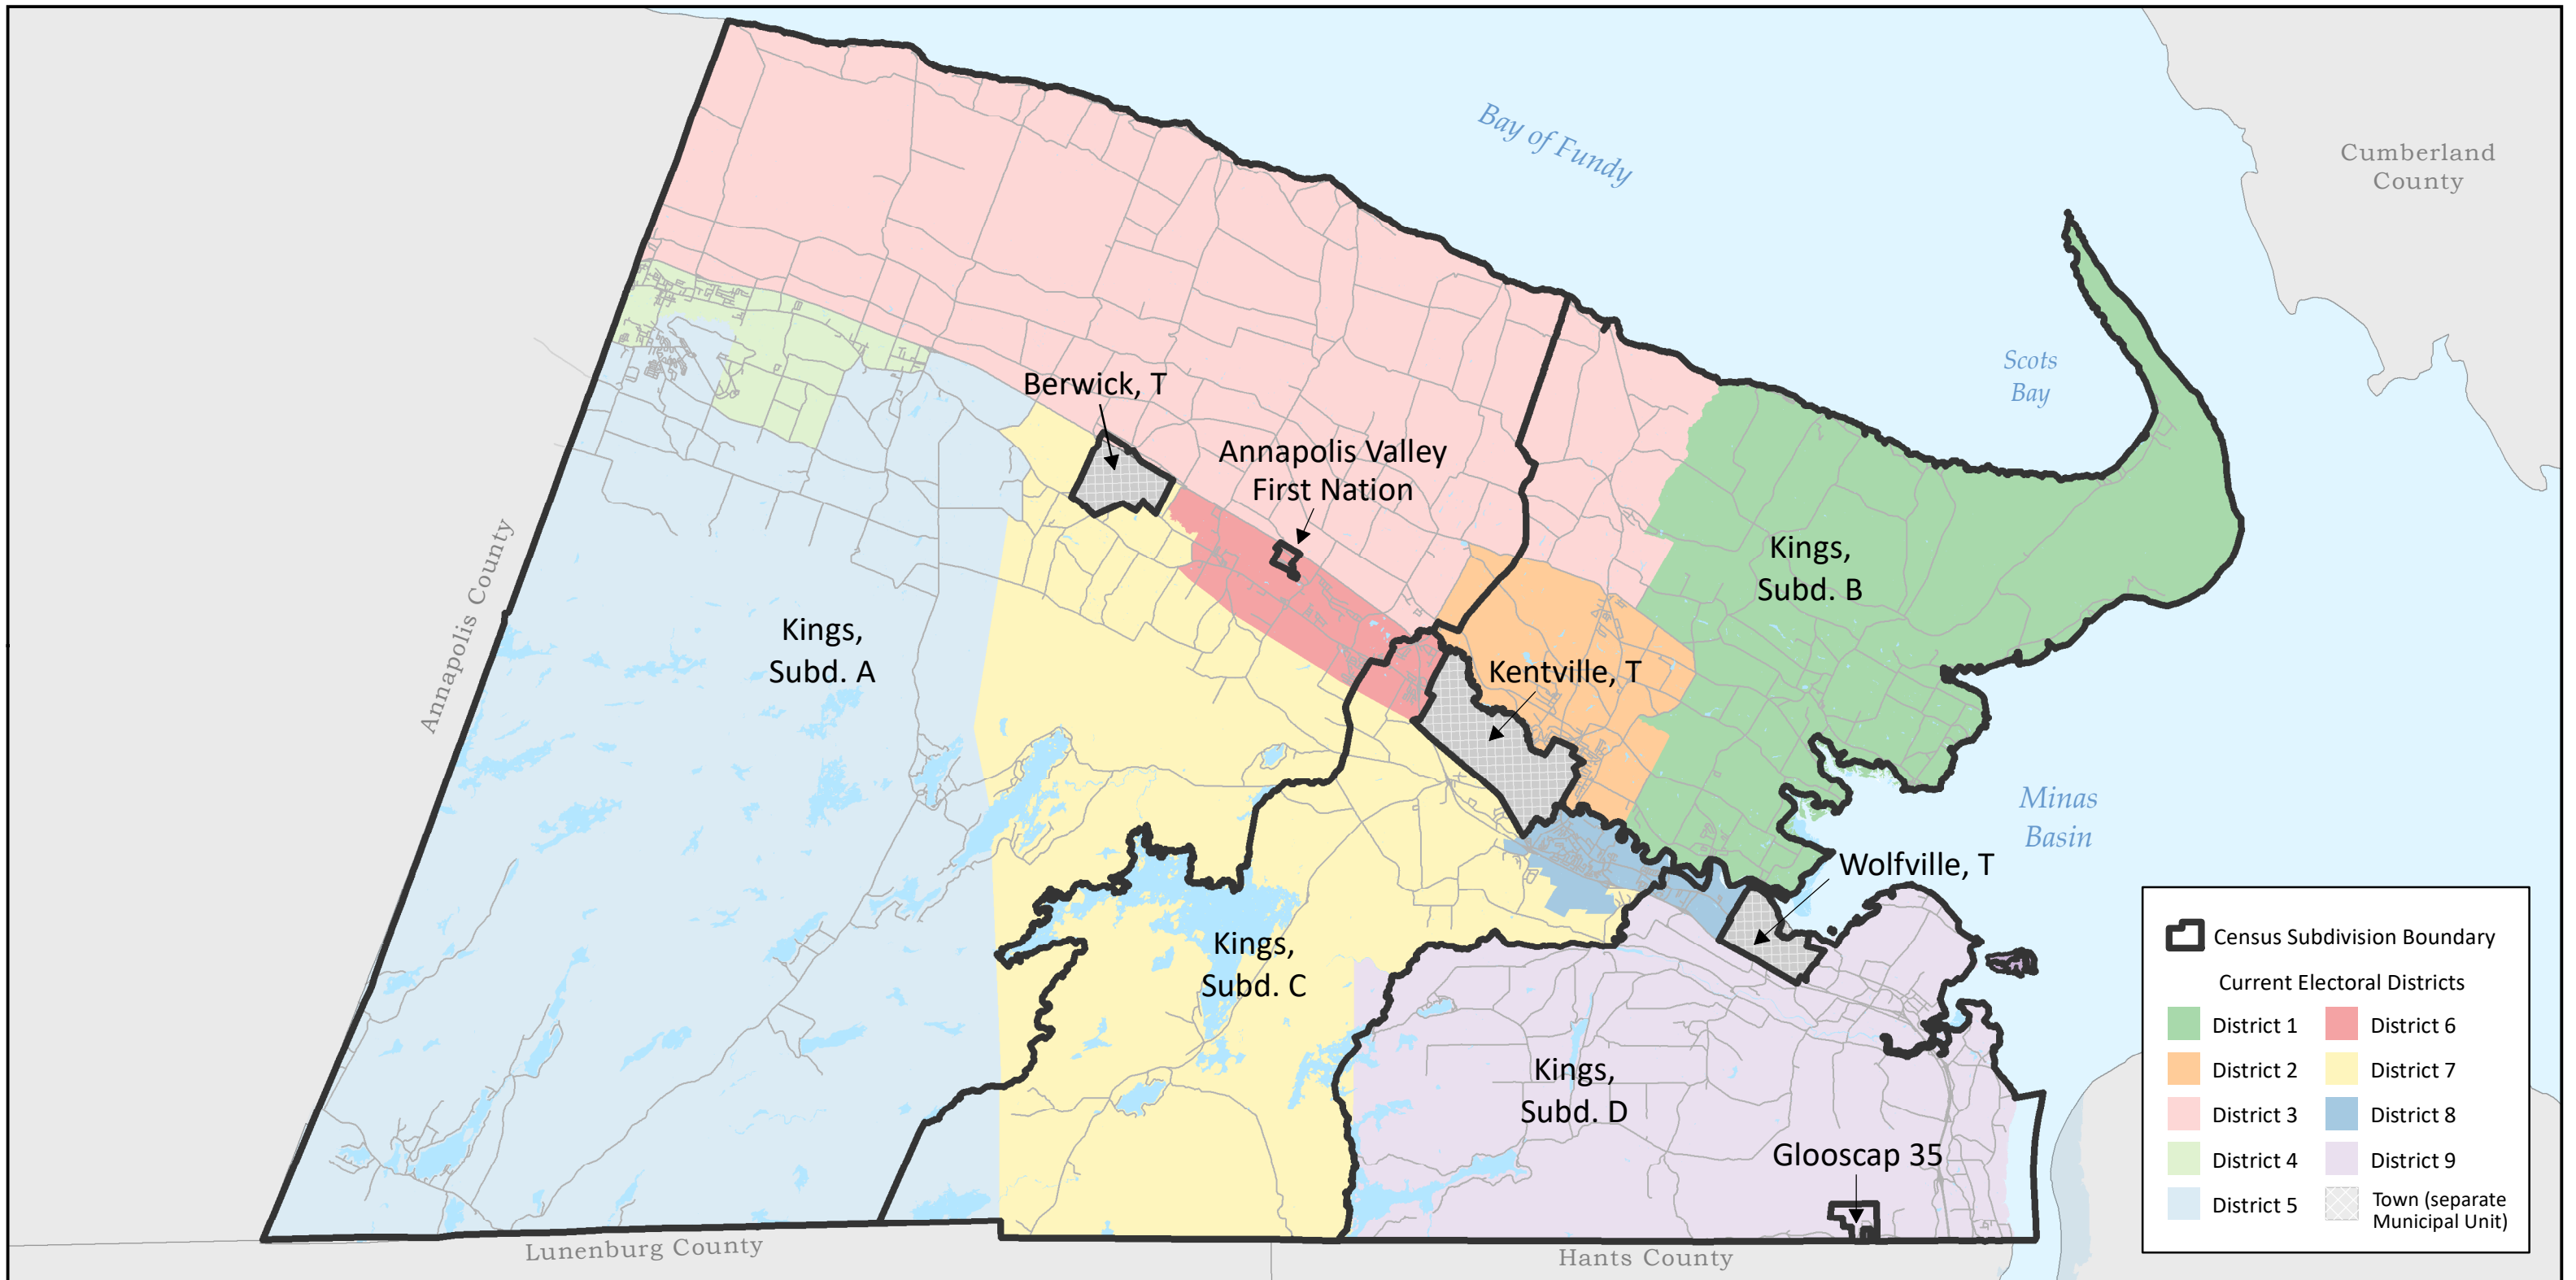 Bay of Fundy
Cumberland
County
Scots
Bay
Berwick, T
Annapolis Valley
First Nation
Kings,
Subd. B
Annapolis County
Kings,
Subd. A
Kentville, T
Minas
Basin
Wolfville, T
Kings,
Subd. C
Kings,
Subd. D
Glooscap 35
Lunenburg County
Hants County
Census Subdivision Boundary
Current Electoral Districts
District 1
District 2
District 3
District 4
District 5
District 6
District 7
District 8
District 9
Town (separate
Municipal Unit)